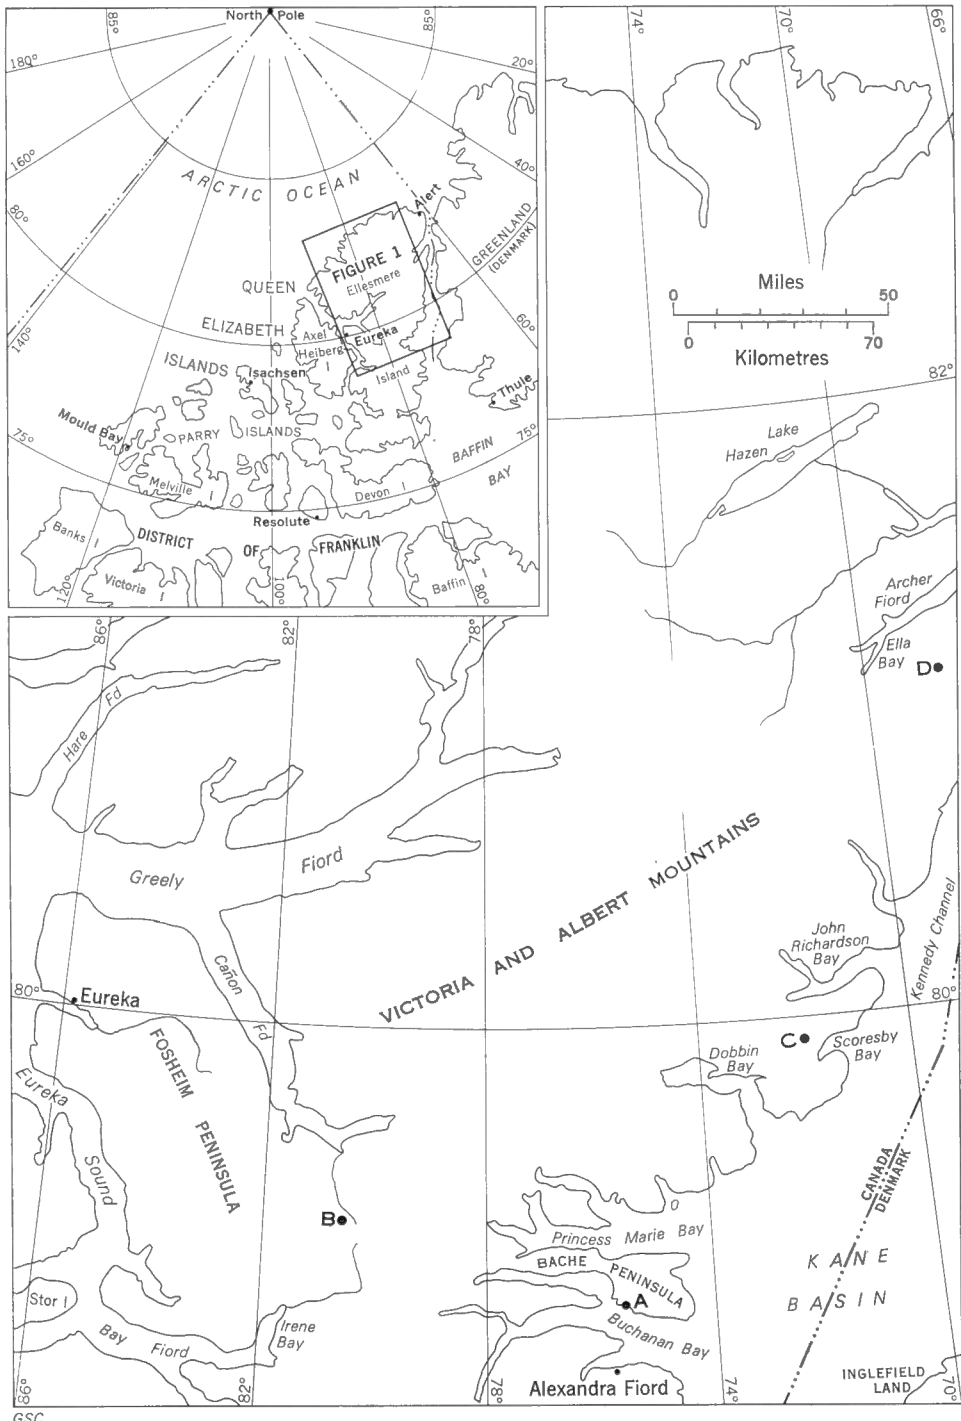 North Pole
85°
85°
180°
20°
160°
40°
ARCTIC OCEAN
80°
Alert
GREENLAND
(DENMARK)
FIGURE 1
Ellesmere
QUEEN
ELIZABETH
Axel
Heiberg
I
Eureka
140°
60°
ISLANDS
Isachsen
Island
Thule
Mould Bay
PARRY ISLANDS
75°
75°
BAFFIN
BAY
Melville I
Devon I
Resolute
Banks I
DISTRICT OF FRANKLIN
Victoria I
Baffin I
120°
100°
80°
74°
70°
66°
Miles
0 50
0 70
Kilometres
82°
Lake
Hazen
Archer
Fiord
Ella
Bay
D
86°
82°
78°
Hare Fd
Greely Fiord
VICTORIA AND ALBERT MOUNTAINS
Cañon Fd
John
Richardson
Bay
Kennedy Channel
80°
80°
Eureka
C
Scoresby
Bay
Dobbin
Bay
FOSHEIM PENINSULA
Eureka Sound
CANADA
DENMARK
B
Princess Marie Bay
BACHE PENINSULA
A
KANE
BASIN
Stor I
Bay Fiord
Irene
Bay
Buchanan Bay
Alexandra Fiord
INGLEFIELD
LAND
86°
82°
78°
74°
70°
GSC